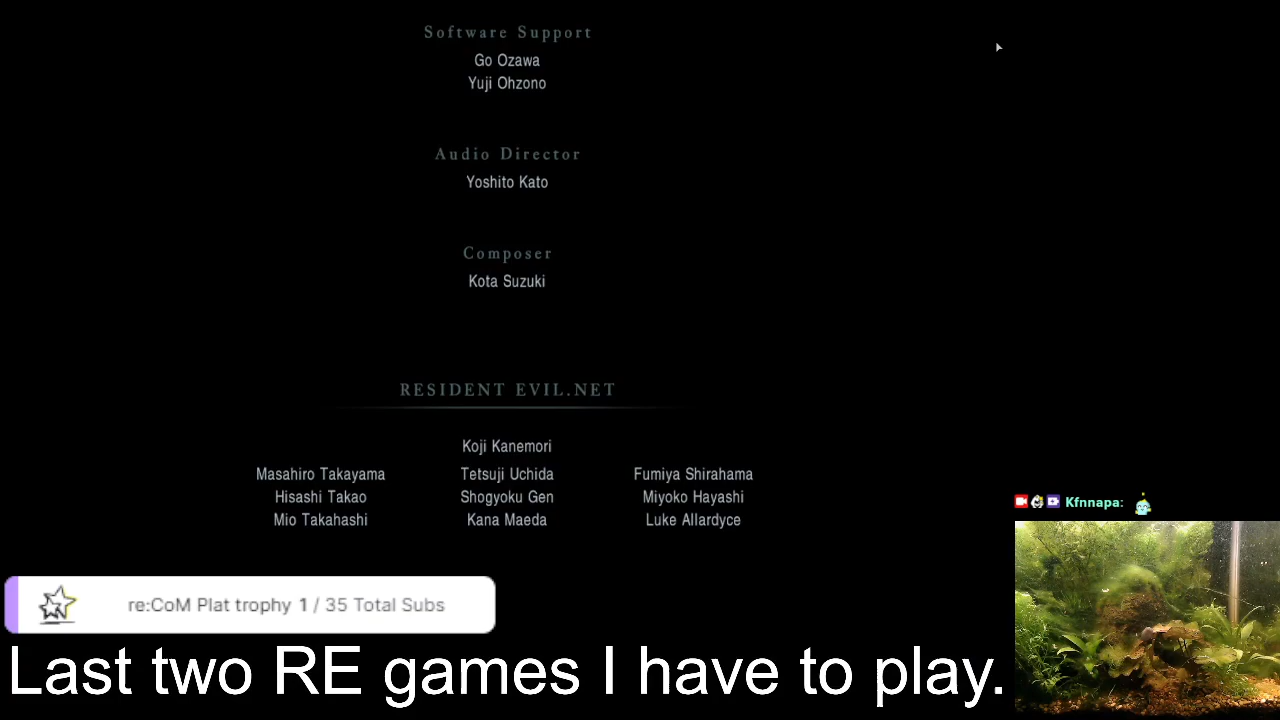 Software Support
Go Ozawa
Yuji Ohzono
Audio Director
Yoshito Kato
Composer
Kota Suzuki
RESIDENT EVIL.NET
Koji Kanemori
Masahiro Takayama Tetsuji Uchida Fumiya Shirahama
Hisashi Takao Shogyoku Gen Miyoko Hayashi
Mio Takahashi Kana Maeda Luke Allardyce
Kfnnapa:
re:CoM Plat trophy 1 / 35 Total Subs
Last two RE games I have to play.